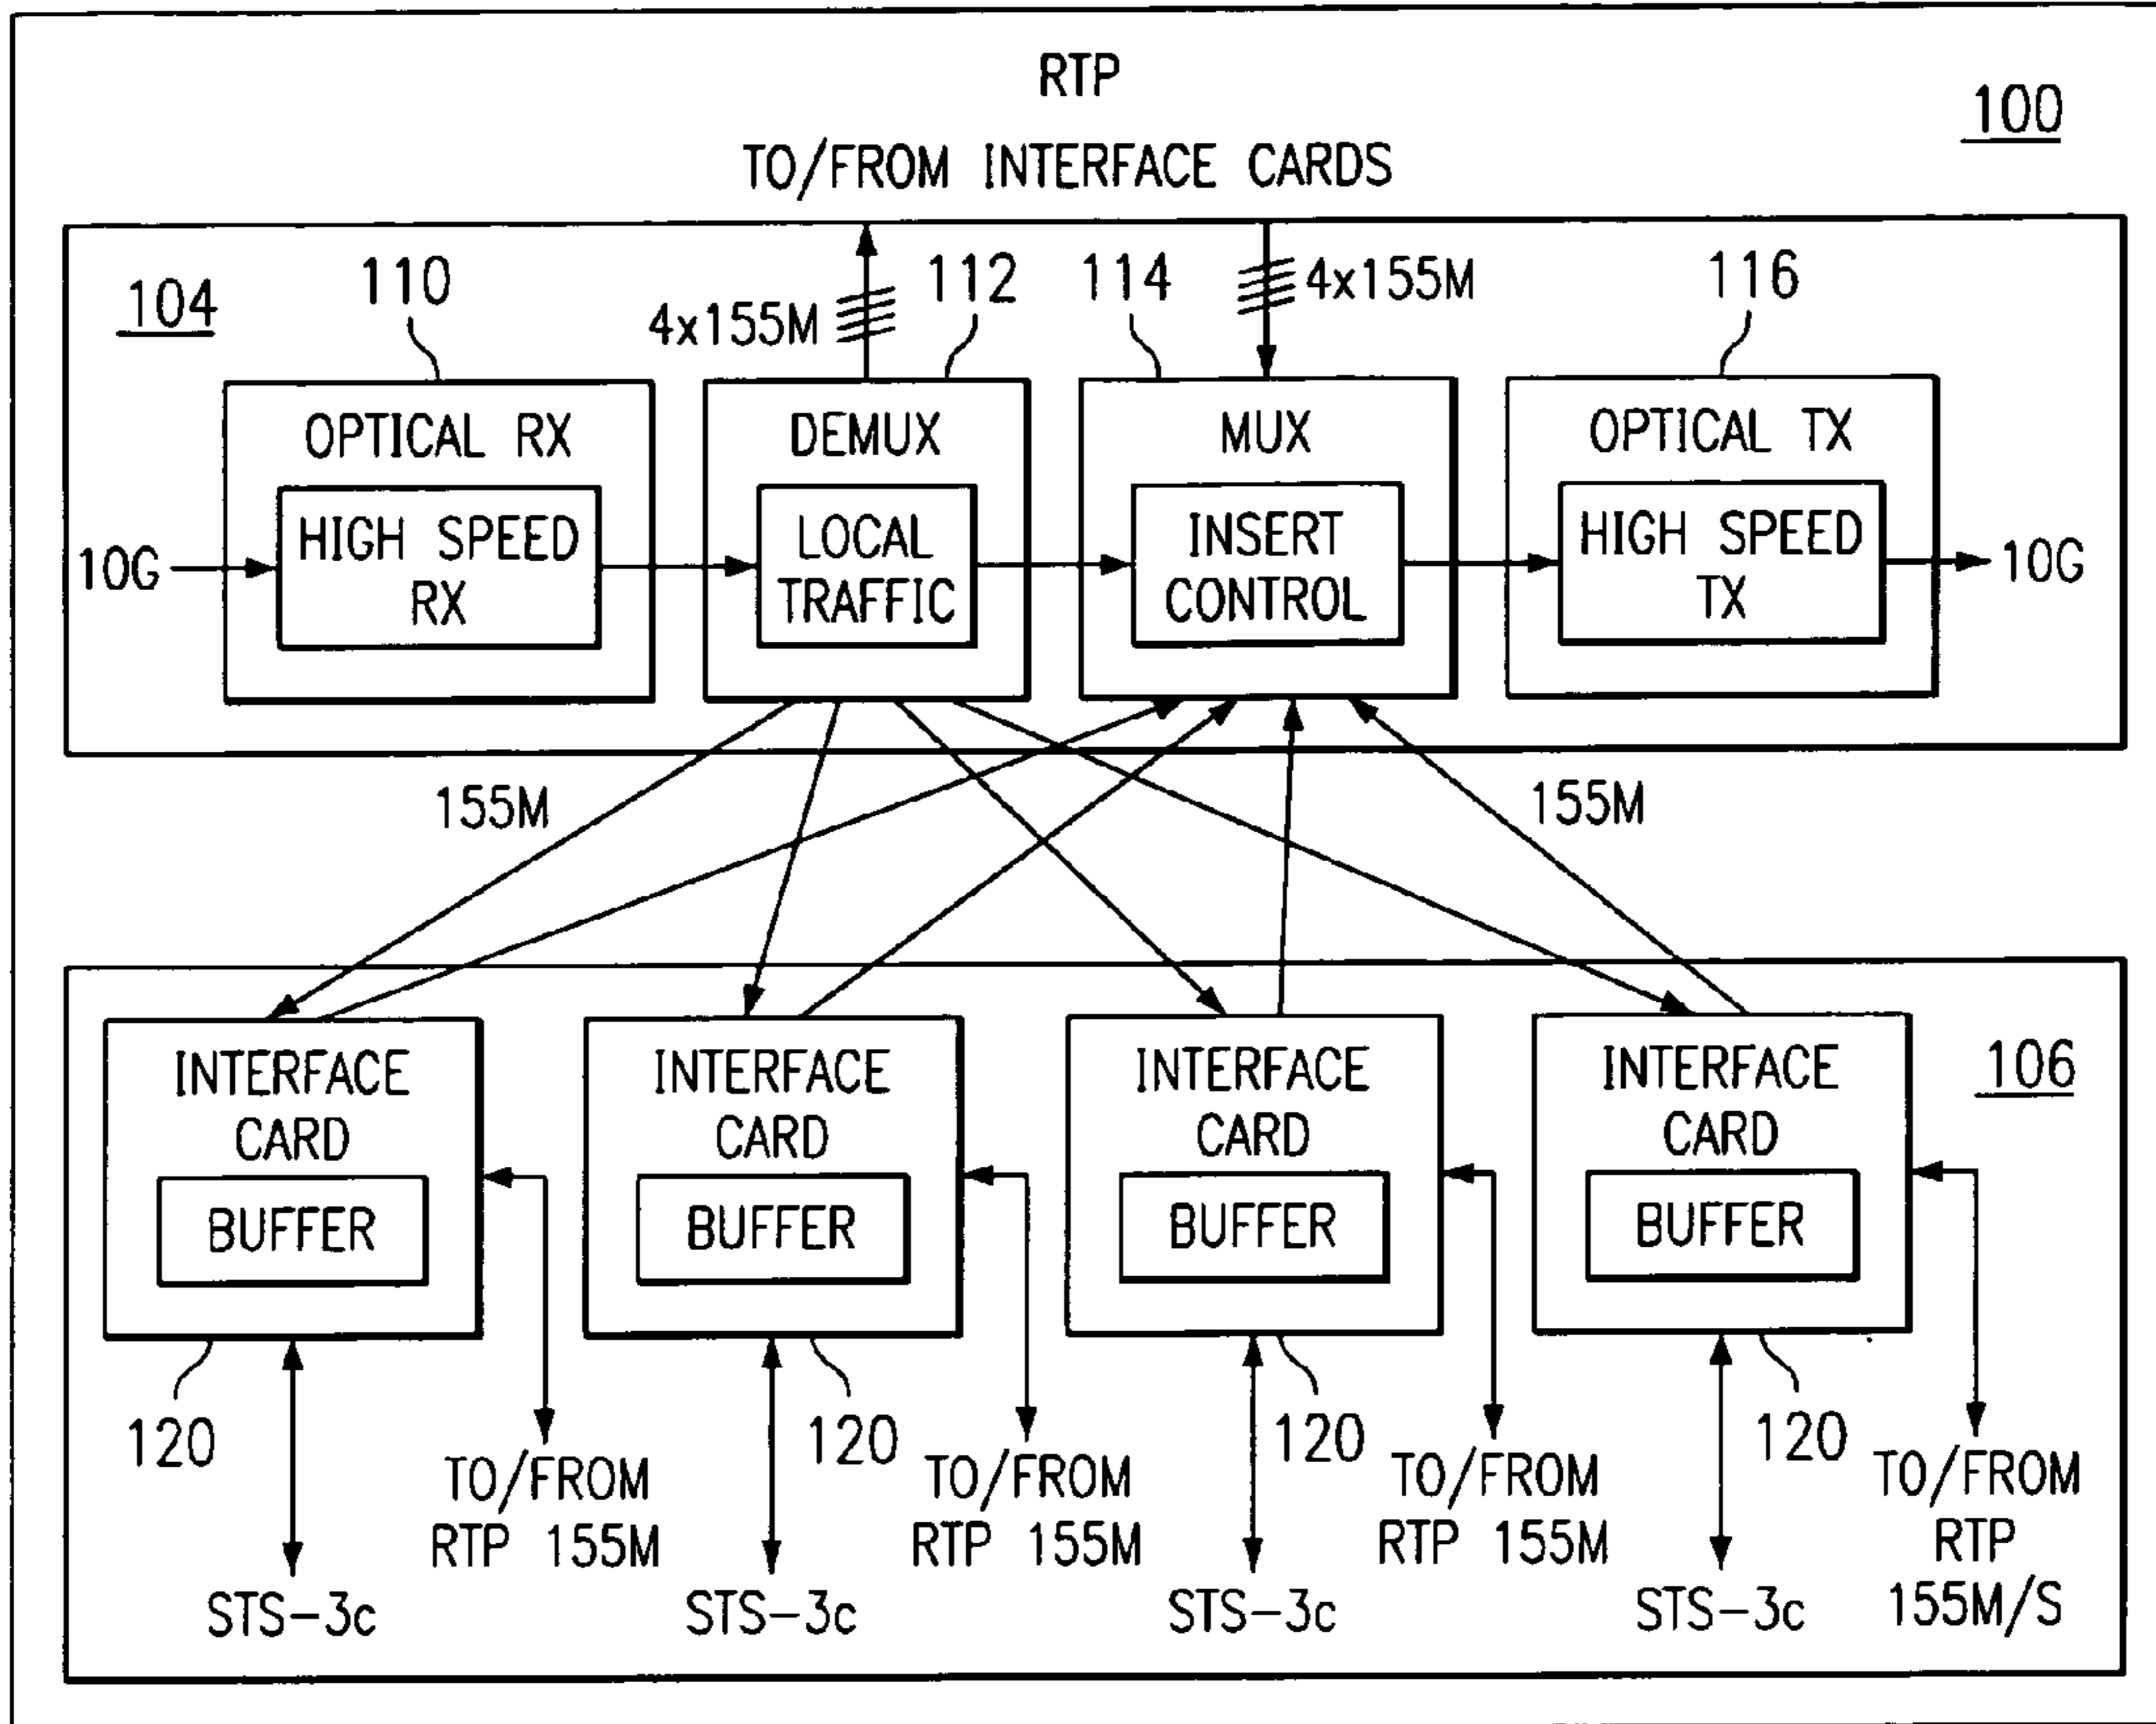 RTP
100
TO/FROM INTERFACE CARDS
104
110
4x155M
112
114
4x155M
116
OPTICAL RX
DEMUX
MUX
OPTICAL TX
10G
HIGH SPEED
RX
LOCAL
TRAFFIC
INSERT
CONTROL
HIGH SPEED
TX
10G
155M
155M
INTERFACE
CARD
BUFFER
INTERFACE
CARD
BUFFER
INTERFACE
CARD
BUFFER
INTERFACE
CARD
BUFFER
106
120
TO/FROM
RTP 155M
120
TO/FROM
RTP 155M
120
TO/FROM
RTP 155M
120
TO/FROM
RTP
155M/S
STS-3c
STS-3c
STS-3c
STS-3c